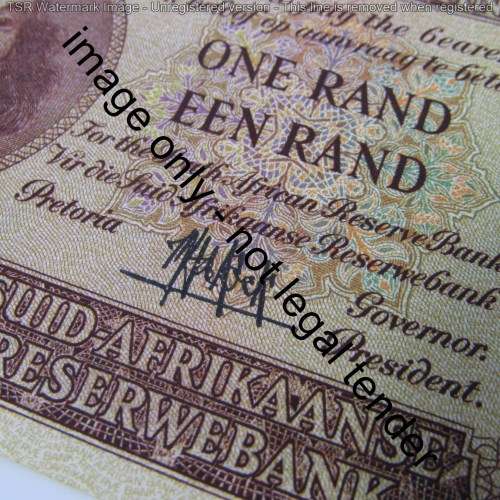 TSR Watermark Image - Unregistered version - This line is removed when registered
the bearer
op aanvraag te
ONE RAND
EEN RAND
For the South African Reserve Bank
Vir die Suid-Afrikaanse Reserwebank
Pretoria
Governor.
President.
SUID-AFRIKAANSE
RESERWEBANK
image only - not legal tender